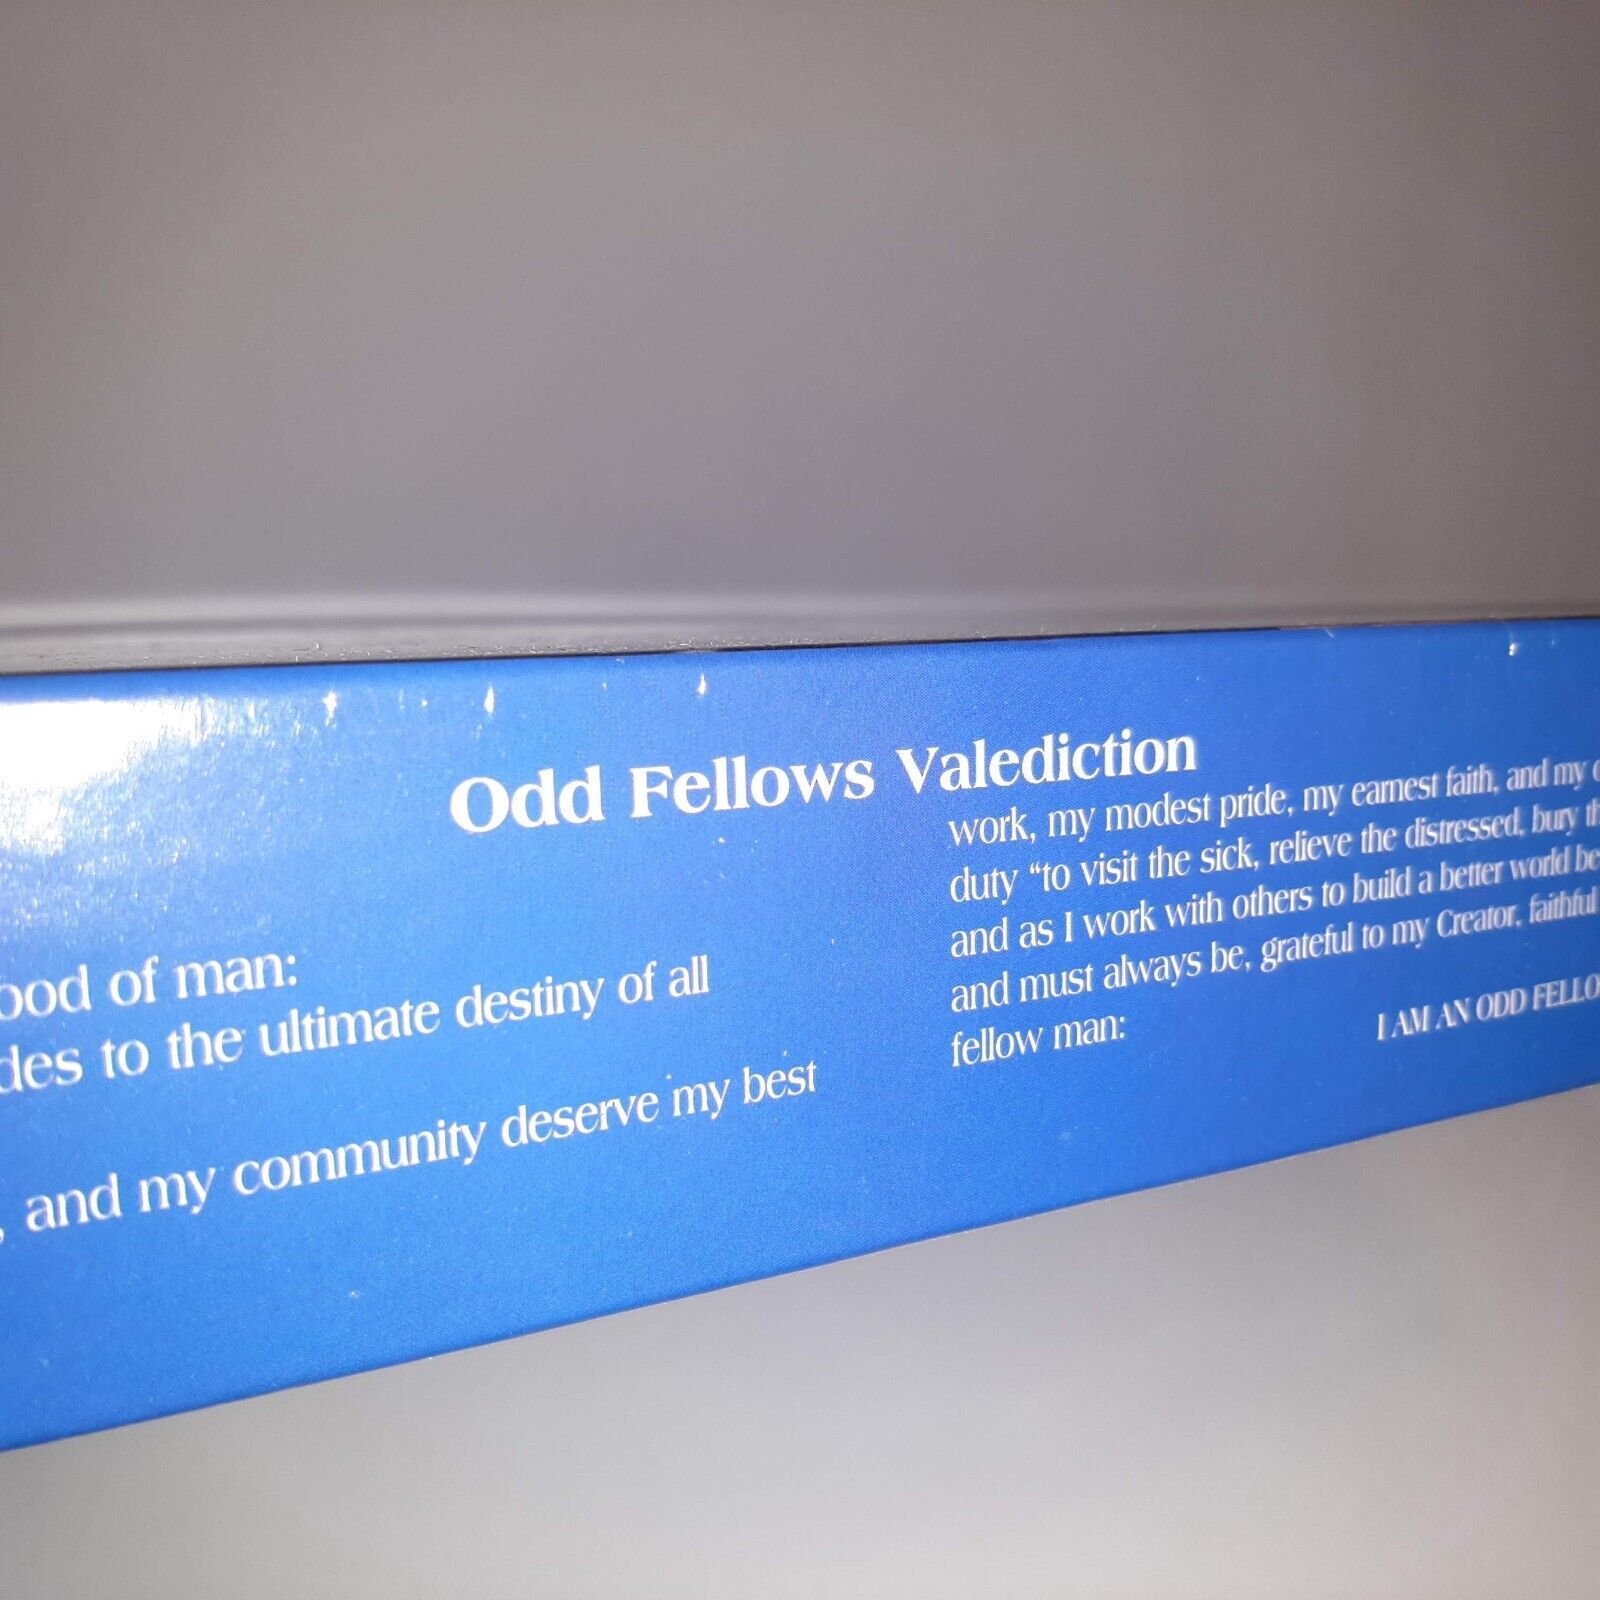 Odd Fellows Valediction
of man:
to the ultimate destiny of all
, and my community deserve my best
work, my modest pride, my earnest faith, and my
duty “to visit the sick, relieve the distressed, bury
and as I work with others to build a better world
and must always be, grateful to my Creator, faithful
fellow man:
I AM AN ODD